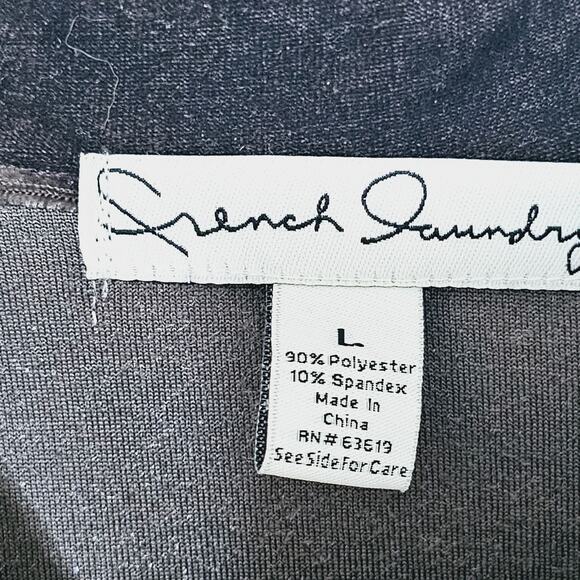 French Laundry
L
90% Polyester
10% Spandex
Made In
China
RN# 63619
See Side For Care